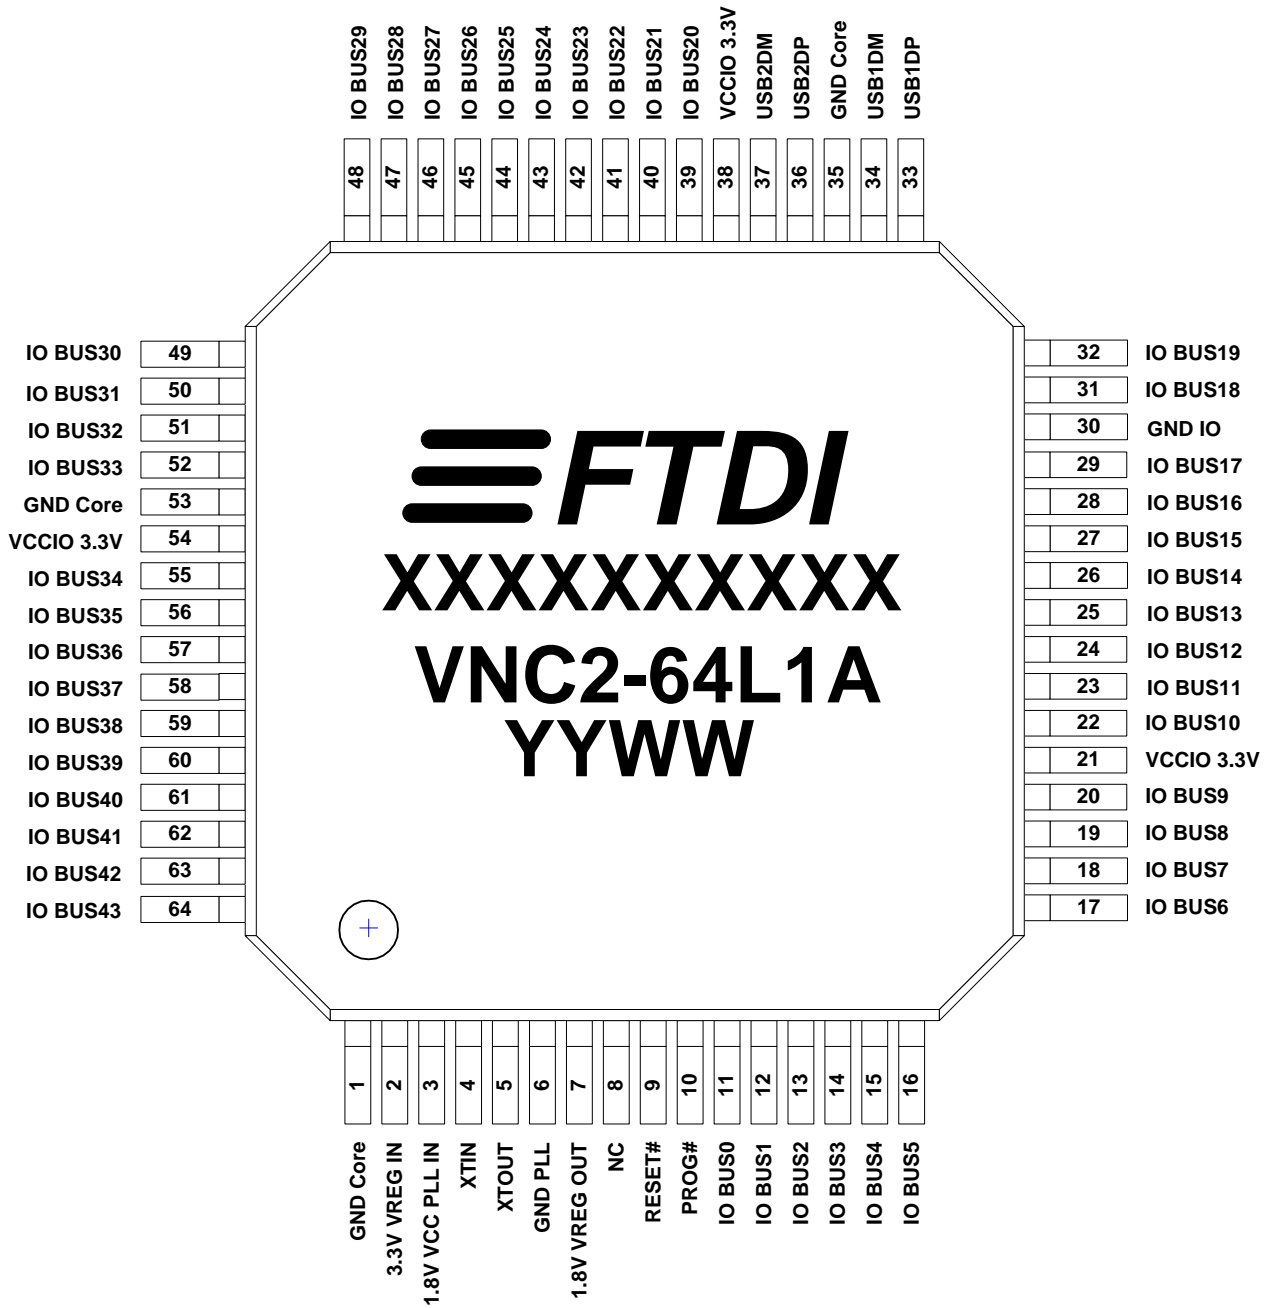 IO BUS29
IO BUS28
IO BUS27
IO BUS26
IO BUS25
IO BUS24
IO BUS23
IO BUS22
IO BUS21
IO BUS20
VCCIO 3.3V
USB2DM
USB2DP
GND Core
USB1DM
USB1DP
48
47
46
45
44
43
42
41
40
39
38
37
36
35
34
33
IO BUS30 49
IO BUS31 50
IO BUS32 51
IO BUS33 52
GND Core 53
VCCIO 3.3V 54
IO BUS34 55
IO BUS35 56
IO BUS36 57
IO BUS37 58
IO BUS38 59
IO BUS39 60
IO BUS40 61
IO BUS41 62
IO BUS42 63
IO BUS43 64
FTDI
XXXXXXXXXX
VNC2-64L1A
YYWW
32 IO BUS19
31 IO BUS18
30 GND IO
29 IO BUS17
28 IO BUS16
27 IO BUS15
26 IO BUS14
25 IO BUS13
24 IO BUS12
23 IO BUS11
22 IO BUS10
21 VCCIO 3.3V
20 IO BUS9
19 IO BUS8
18 IO BUS7
17 IO BUS6
1
2
3
4
5
6
7
8
9
10
11
12
13
14
15
16
GND Core
3.3V VREG IN
1.8V VCC PLL IN
XTIN
XTOUT
GND PLL
1.8V VREG OUT
NC
RESET#
PROG#
IO BUS0
IO BUS1
IO BUS2
IO BUS3
IO BUS4
IO BUS5